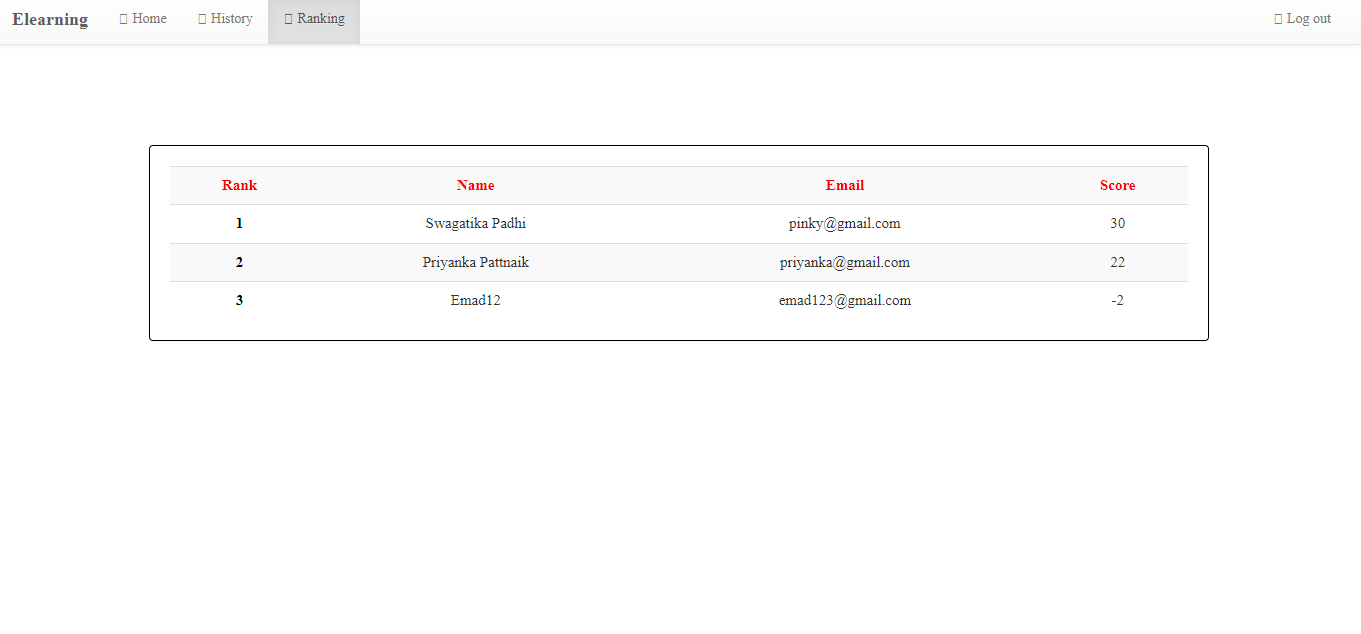 Elearning Home History Ranking Log out
Rank Name Email Score
1 Swagatika Padhi pinky@gmail.com 30
2 Priyanka Pattnaik priyanka@gmail.com 22
3 Emad12 emad123@gmail.com -2